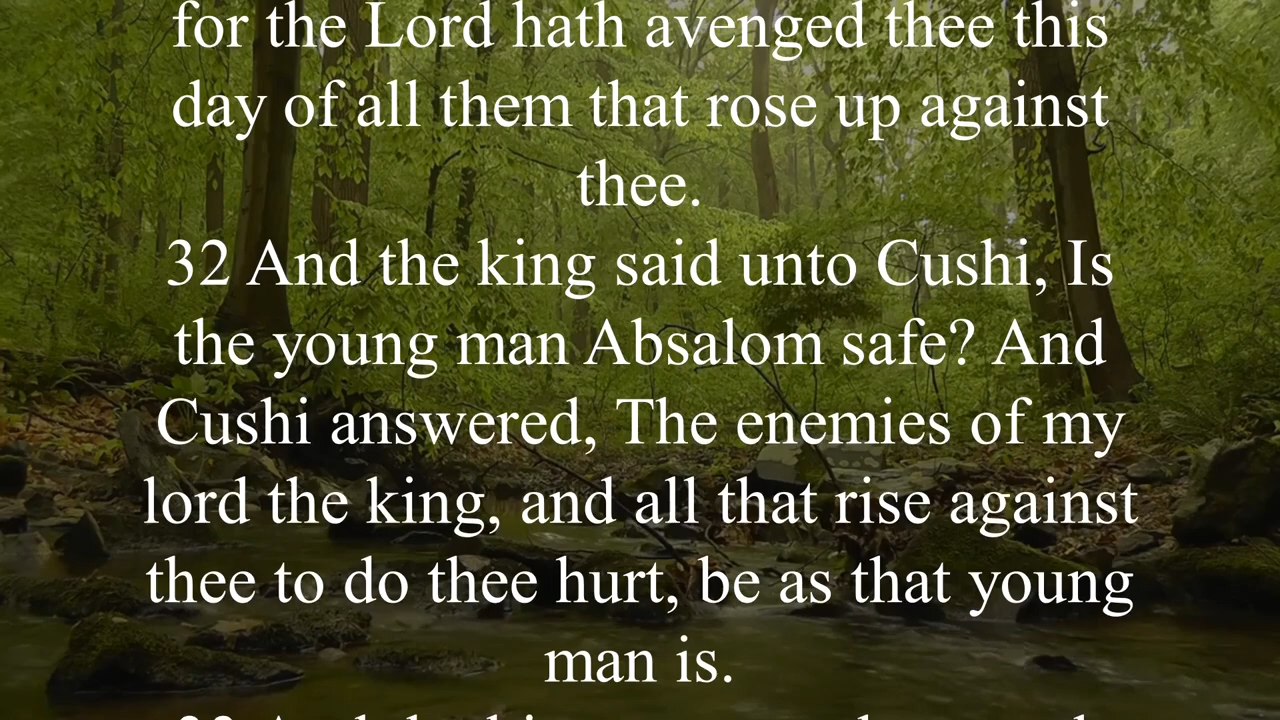 for the Lord hath avenged thee this
day of all them that rose up against
thee.
32 And the king said unto Cushi, Is
the young man Absalom safe? And
Cushi answered, The enemies of my
lord the king, and all that rise against
thee to do thee hurt, be as that young
man is.